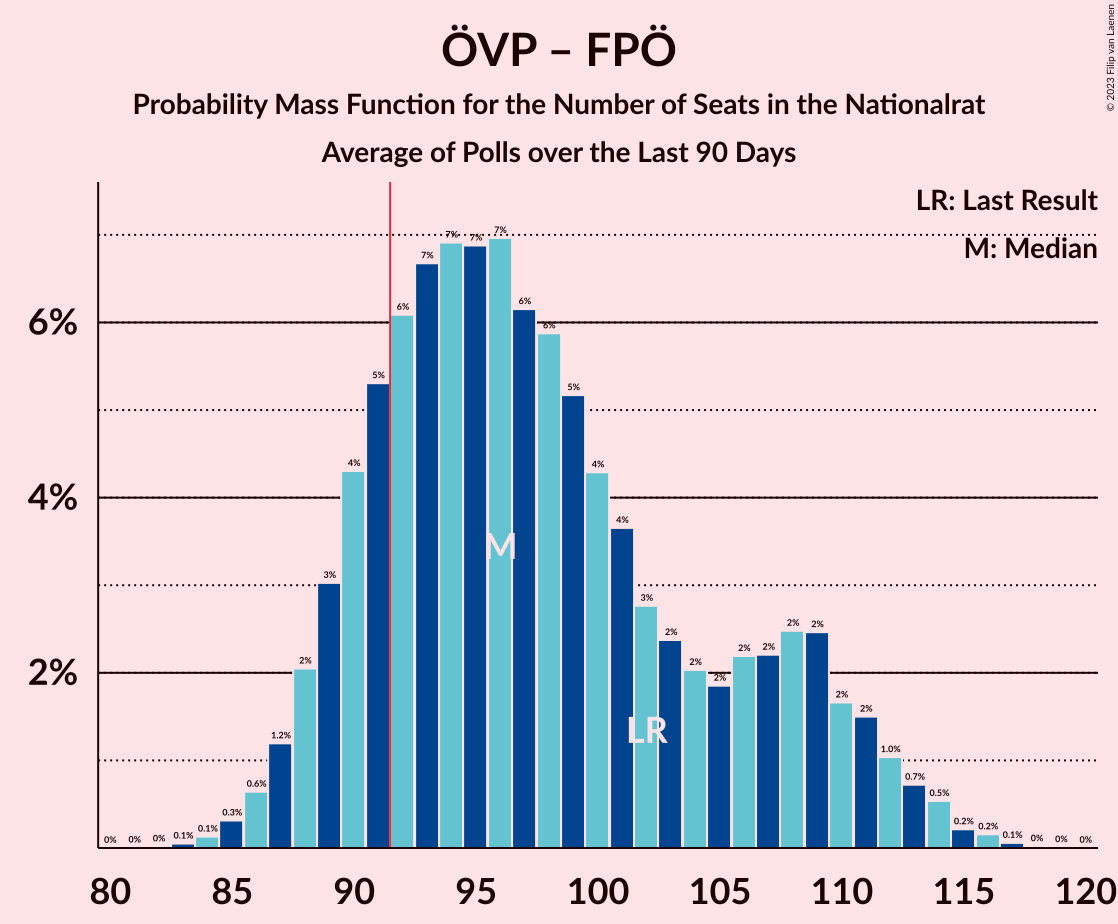 ÖVP – FPÖ
Probability Mass Function for the Number of Seats in the Nationalrat
Average of Polls over the Last 90 Days
© 2023 Filip van Laenen
LR: Last Result
M: Median
6%
4%
2%
0% 0% 0% 0.1% 0.1% 0.3% 0.6% 1.2% 2% 3% 4% 5% 6% 7% 7% 7% 7% 6% 6% 5% 4% 4% 3% 2% 2% 2% 2% 2% 2% 2% 2% 2% 1.0% 0.7% 0.5% 0.2% 0.2% 0.1% 0% 0% 0%
M
LR
80 85 90 95 100 105 110 115 120